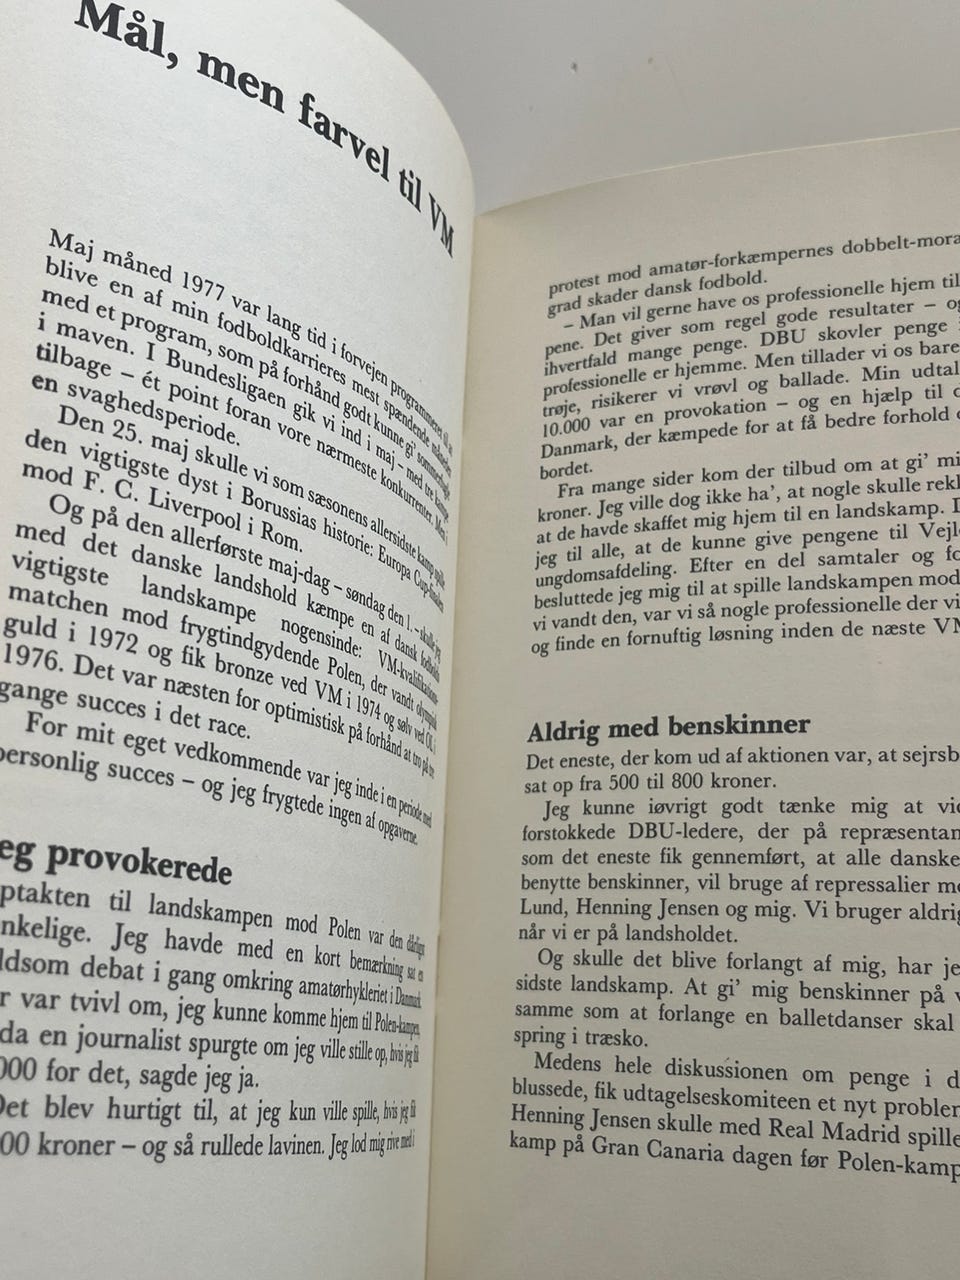 Mål, men farvel til VM
Maj måned 1977 var lang tid i forvejen programmeret til at
blive en af min fodboldkarrieres mest spændende måneder
med et program, som på forhånd godt kunne gi' sommerfugle
i maven. I Bundesligaen gik vi ind i maj – med tre kampe
tilbage – ét point foran vore nærmeste konkurrenter. Men i
en svaghedsperiode.
Den 25. maj skulle vi som sæsonens allersidste kamp spille
den vigtigste dyst i Borussias historie: Europa Cup-finalen
mod F. C. Liverpool i Rom.
Og på den allerførste maj-dag – søndag den 1. – skulle jeg
med det danske landshold kæmpe en af dansk fodbolds
vigtigste landskampe nogensinde: VM-kvalifikations-
matchen mod frygtindgydende Polen, der vandt olympisk
guld i 1972 og fik bronze ved VM i 1974 og sølv ved OL i
1976. Det var næsten for optimistisk på forhånd at tro på tre
gange succes i det race.
For mit eget vedkommende var jeg inde i en periode med
personlig succes – og jeg frygtede ingen af opgaverne.
eg provokerede
ptakten til landskampen mod Polen var den dårligst
nkelige. Jeg havde med en kort bemærkning sat en
ldsom debat i gang omkring amatørhykleriet i Danmark.
r var tvivl om, jeg kunne komme hjem til Polen-kampen,
da en journalist spurgte om jeg ville stille op, hvis jeg fik
000 for det, sagde jeg ja.
Det blev hurtigt til, at jeg kun ville spille, hvis jeg fik
00 kroner – og så rullede lavinen. Jeg lod mig rive med i
protest mod amatør-forkæmpernes dobbelt-mora
grad skader dansk fodbold.
– Man vil gerne have os professionelle hjem til
pene. Det giver som regel gode resultater – og
ihvertfald mange penge. DBU skovler penge i
professionelle er hjemme. Men tillader vi os bare
trøje, risikerer vi vrøvl og ballade. Min udtal
10.000 var en provokation – og en hjælp til d
Danmark, der kæmpede for at få bedre forhold o
bordet.
Fra mange sider kom der tilbud om at gi' mi
kroner. Jeg ville dog ikke ha', at nogle skulle rekl
at de havde skaffet mig hjem til en landskamp. D
jeg til alle, at de kunne give pengene til Vejle
ungdomsafdeling. Efter en del samtaler og fo
besluttede jeg mig til at spille landskampen mod
vi vandt den, var vi så nogle professionelle der vi
og finde en fornuftig løsning inden de næste VM
Aldrig med benskinner
Det eneste, der kom ud af aktionen var, at sejrsb
sat op fra 500 til 800 kroner.
Jeg kunne iøvrigt godt tænke mig at vid
forstokkede DBU-ledere, der på repræsentan
som det eneste fik gennemført, at alle danske
benytte benskinner, vil bruge af repressalier mo
Lund, Henning Jensen og mig. Vi bruger aldrig
når vi er på landsholdet.
Og skulle det blive forlangt af mig, har je
sidste landskamp. At gi' mig benskinner på v
samme som at forlange en balletdanser skal
spring i træsko.
Medens hele diskussionen om penge i d
blussede, fik udtagelseskomiteen et nyt problem
Henning Jensen skulle med Real Madrid spille
kamp på Gran Canaria dagen før Polen-kamp